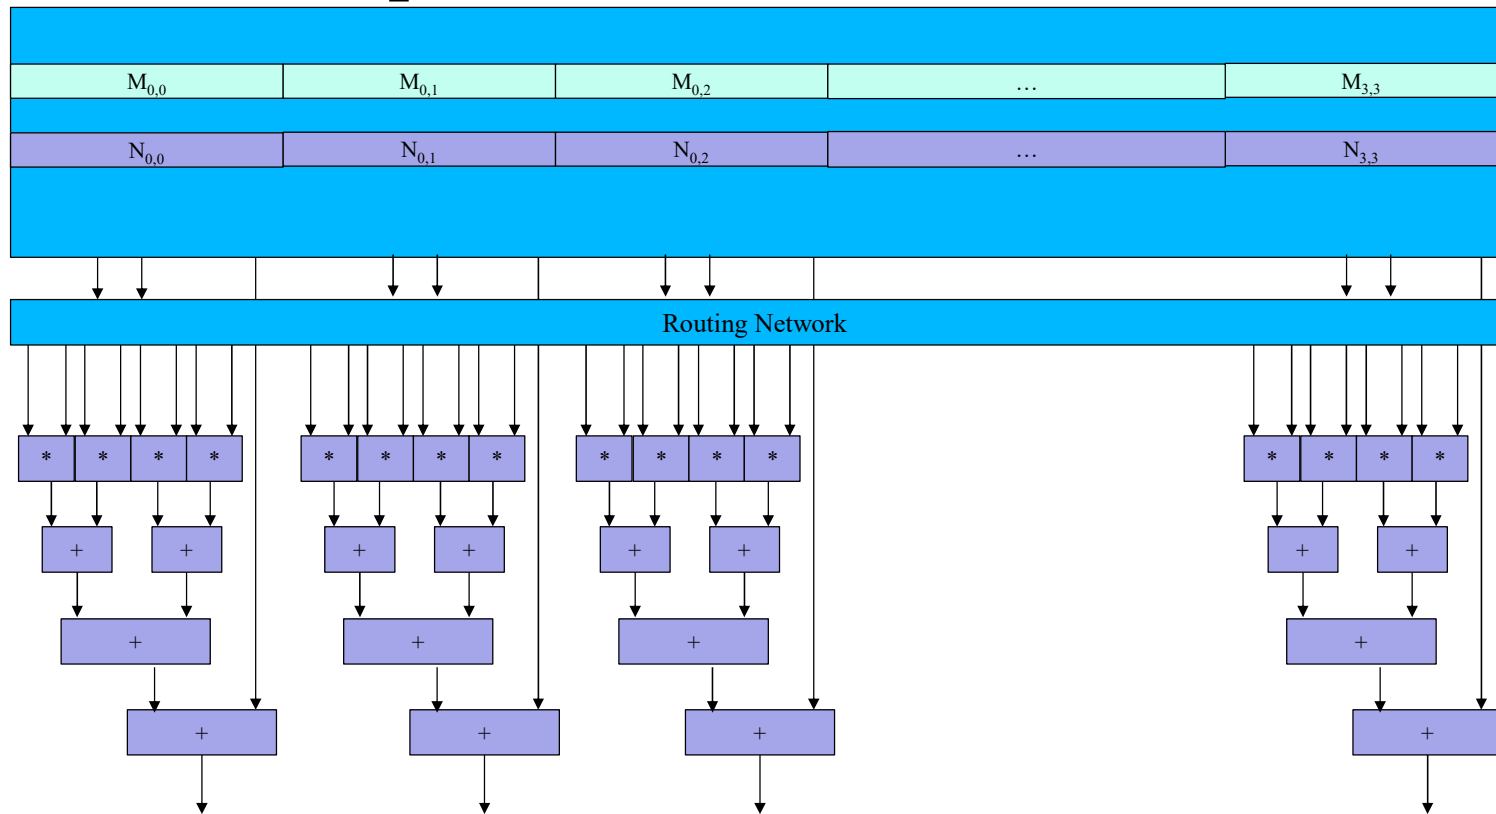 M0,0 M0,1 M0,2 … M3,3
N0,0 N0,1 N0,2 … N3,3
Routing Network
* * * * * * * * * * * * * * * *
+ + + + + + + +
+ + + +
+ + + +